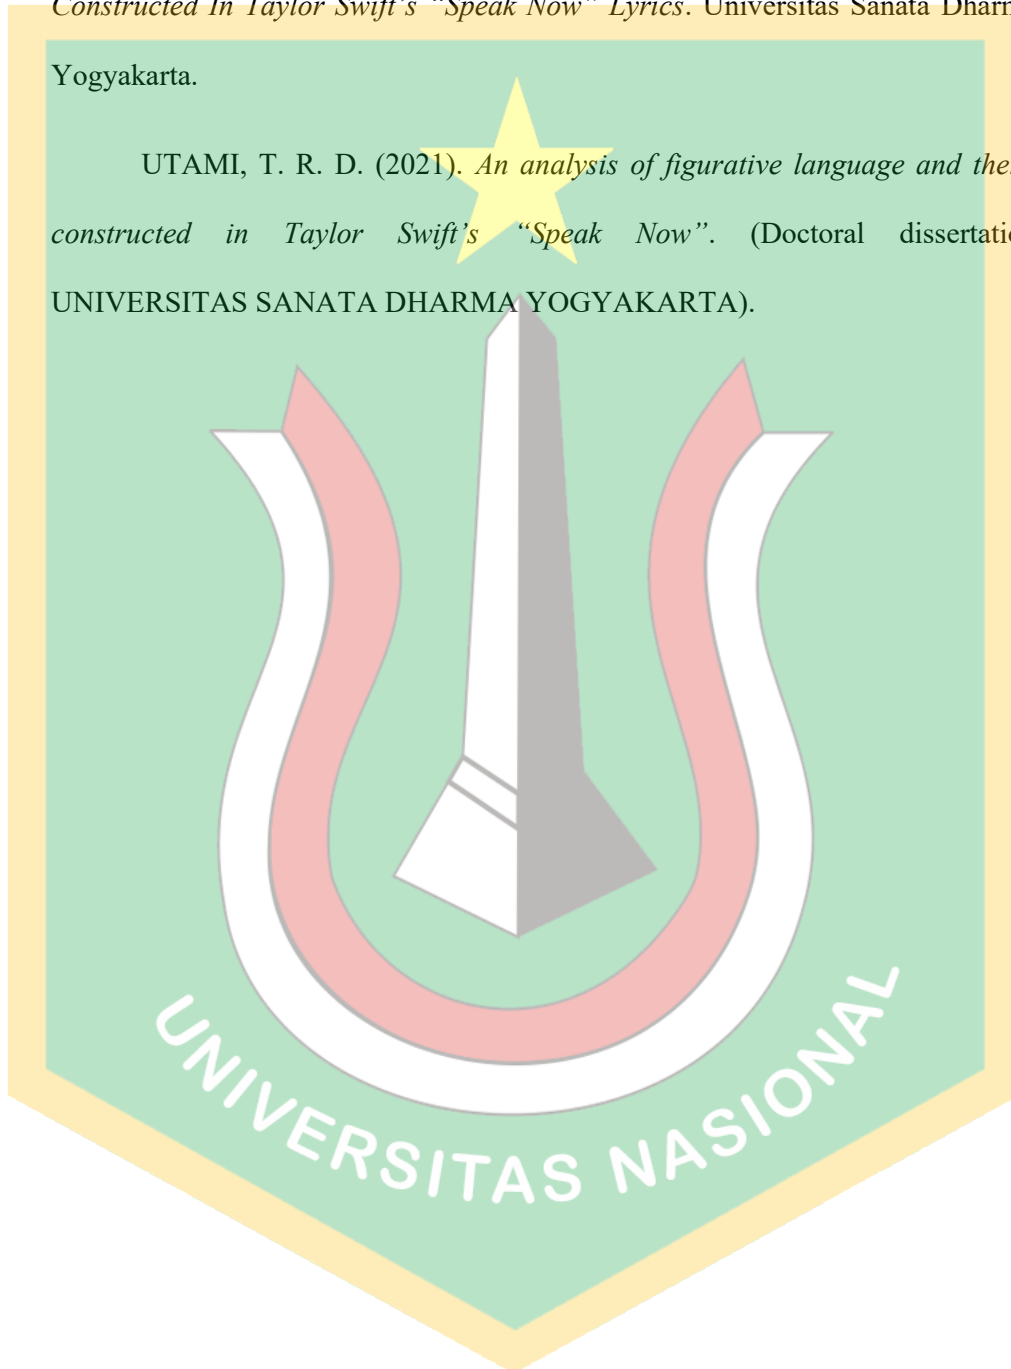 Constructed In Taylor Swift's “Speak Now” Lyrics. Universitas Sanata
Yogyakarta.
UTAMI, T. R. D. (2021). An analysis of figurative language and
constructed in Taylor Swift’s “Speak Now”. (Doctoral
UNIVERSITAS SANATA DHARMA YOGYAKARTA).
UNIVERSITAS NASIONAL